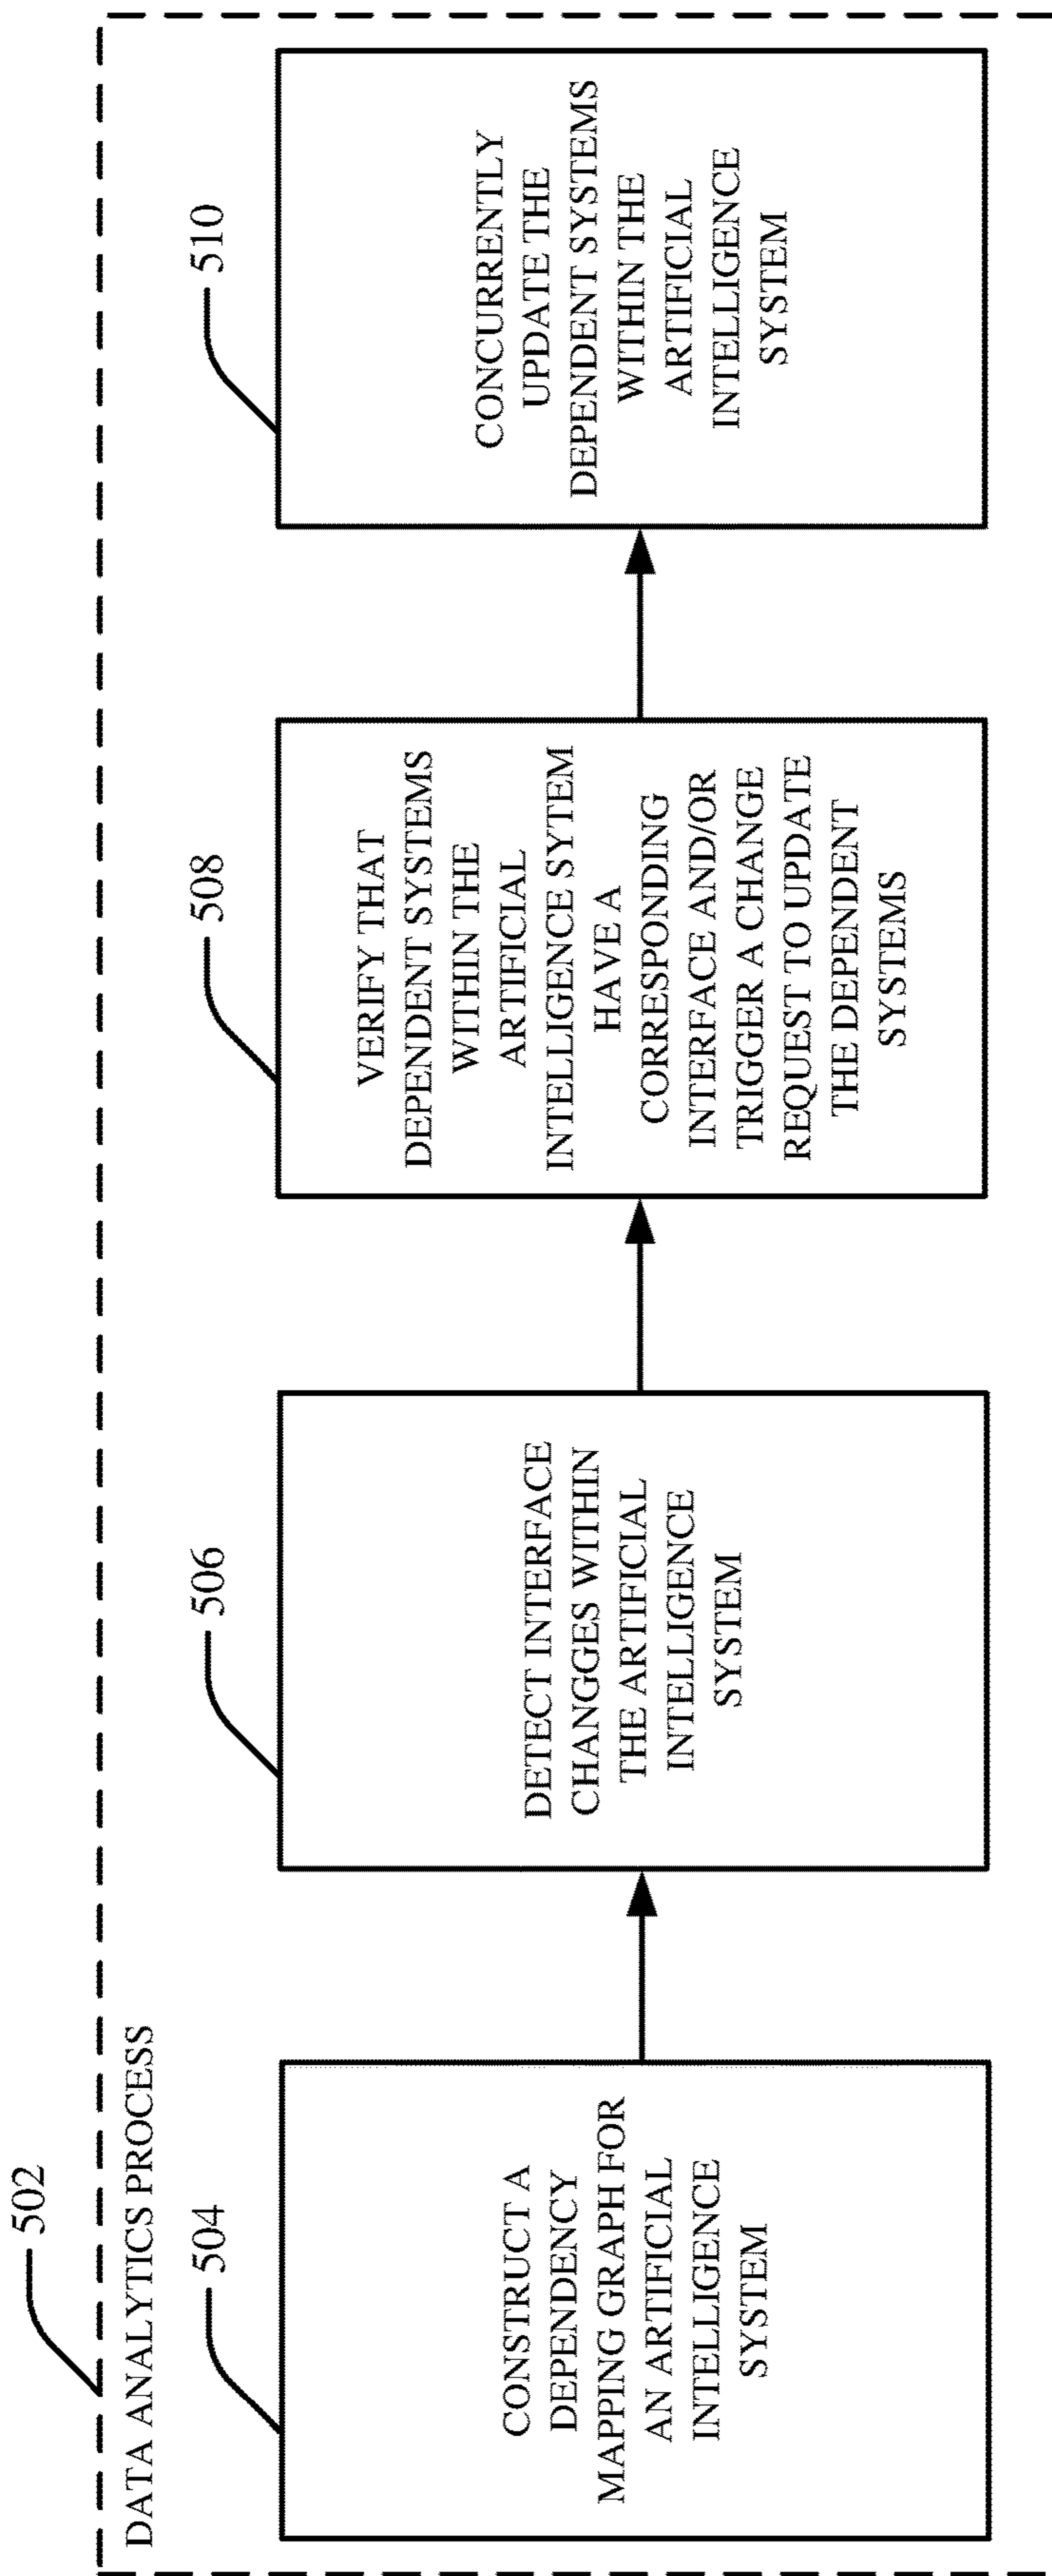 502
DATA ANALYTICS PROCESS
504
CONSTRUCT A
DEPENDENCY
MAPPING GRAPH FOR
AN ARTIFICIAL
INTELLIGENCE
SYSTEM
506
DETECT INTERFACE
CHANGGES WITHIN
THE ARTIFICIAL
INTELLIGENCE
SYSTEM
508
VERIFY THAT
DEPENDENT SYSTEMS
WITHIN THE
ARTIFICIAL
INTELLIGENCE SYTEM
HAVE A
CORRESPONDING
INTERFACE AND/OR
TRIGGER A CHANGE
REQUEST TO UPDATE
THE DEPENDENT
SYSTEMS
510
CONCURRENTLY
UPDATE THE
DEPENDENT SYSTEMS
WITHIN THE
ARTIFICIAL
INTELLIGENCE
SYSTEM